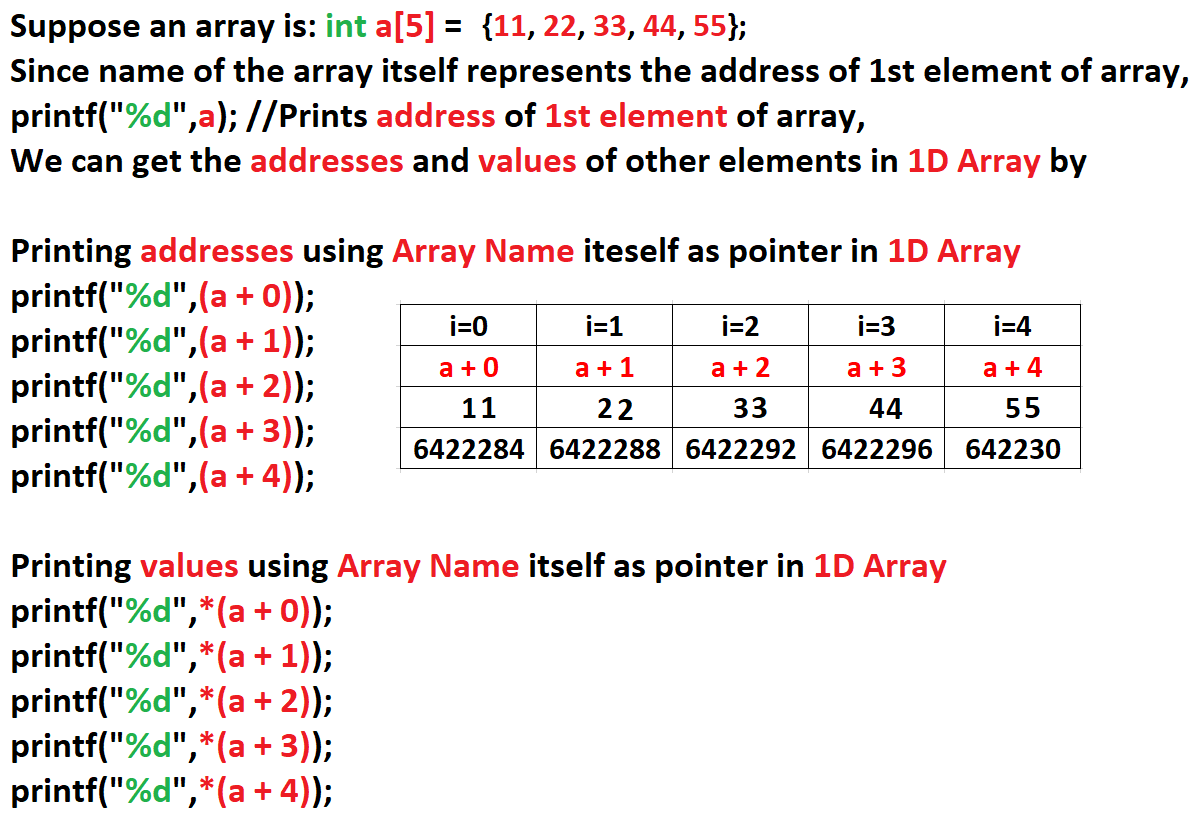 Suppose an array is: int a[5] = {11, 22, 33, 44, 55};
Since name of the array itself represents the address of 1st element of array,
printf("%d",a); //Prints address of 1st element of array,
We can get the addresses and values of other elements in 1D Array by
Printing addresses using Array Name iteself as pointer in 1D Array
printf("%d",(a + 0));
printf("%d",(a + 1));
printf("%d",(a + 2));
printf("%d",(a + 3));
printf("%d",(a + 4));
i=0 i=1 i=2 i=3 i=4
a + 0 a + 1 a + 2 a + 3 a + 4
11 22 33 44 55
6422284 6422288 6422292 6422296 642230
Printing values using Array Name itself as pointer in 1D Array
printf("%d",*(a + 0));
printf("%d",*(a + 1));
printf("%d",*(a + 2));
printf("%d",*(a + 3));
printf("%d",*(a + 4));